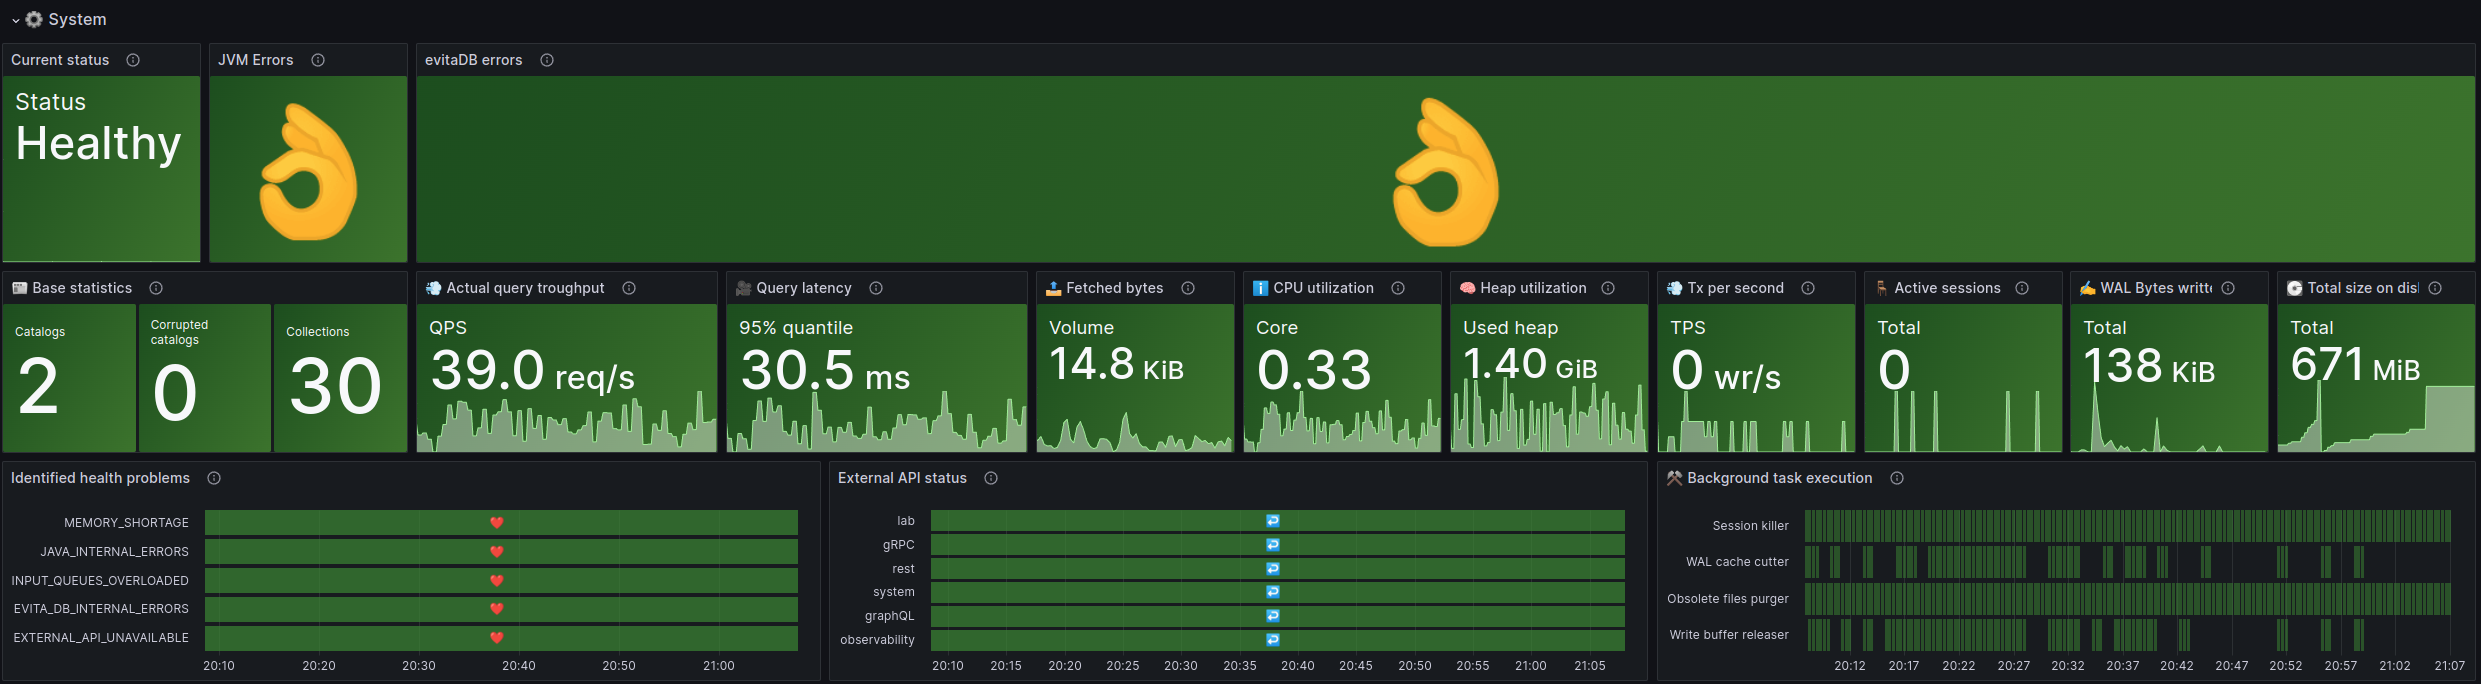 System
Current status
JVM Errors
evitaDB errors
Status
Healthy
Base statistics
Actual query troughput
Query latency
Fetched bytes
CPU utilization
Heap utilization
Tx per second
Active sessions
WAL Bytes writt
Total size on dis
Catalogs
2
Corrupted
catalogs
0
Collections
30
QPS
39.0 req/s
95% quantile
30.5 ms
Volume
14.8 KiB
Core
0.33
Used heap
1.40 GiB
TPS
0 wr/s
Total
0
Total
138 KiB
Total
671 MiB
Identified health problems
MEMORY_SHORTAGE
JAVA_INTERNAL_ERRORS
INPUT_QUEUES_OVERLOADED
EVITA_DB_INTERNAL_ERRORS
EXTERNAL_API_UNAVAILABLE
20:10 20:20 20:30 20:40 20:50 21:00
External API status
lab
gRPC
rest
system
graphQL
observability
20:10 20:15 20:20 20:25 20:30 20:35 20:40 20:45 20:50 20:55 21:00 21:05
Background task execution
Session killer
WAL cache cutter
Obsolete files purger
Write buffer releaser
20:12 20:17 20:22 20:27 20:32 20:37 20:42 20:47 20:52 20:57 21:02 21:07